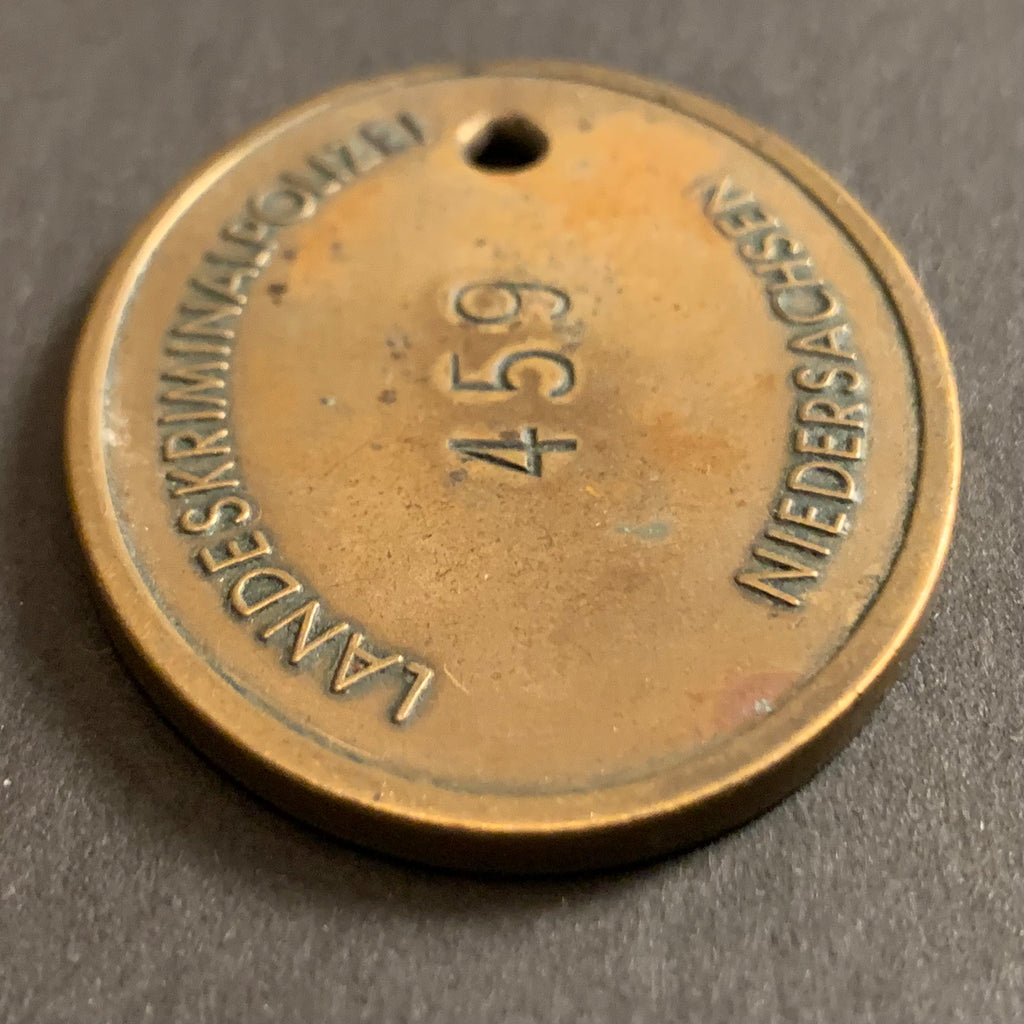 LANDESKRIMINALPOLIZEI
459
NIEDERSACHSEN